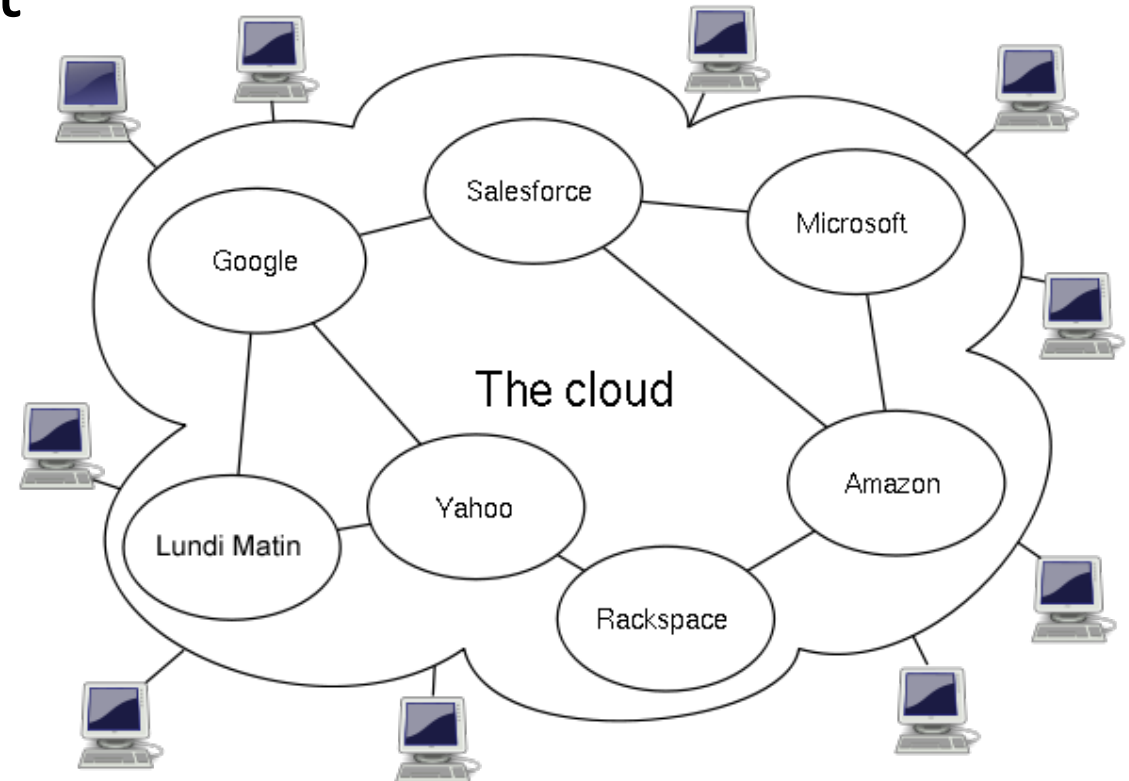 t
Salesforce
Microsoft
Google
The cloud
Amazon
Yahoo
Lundi Matin
Rackspace